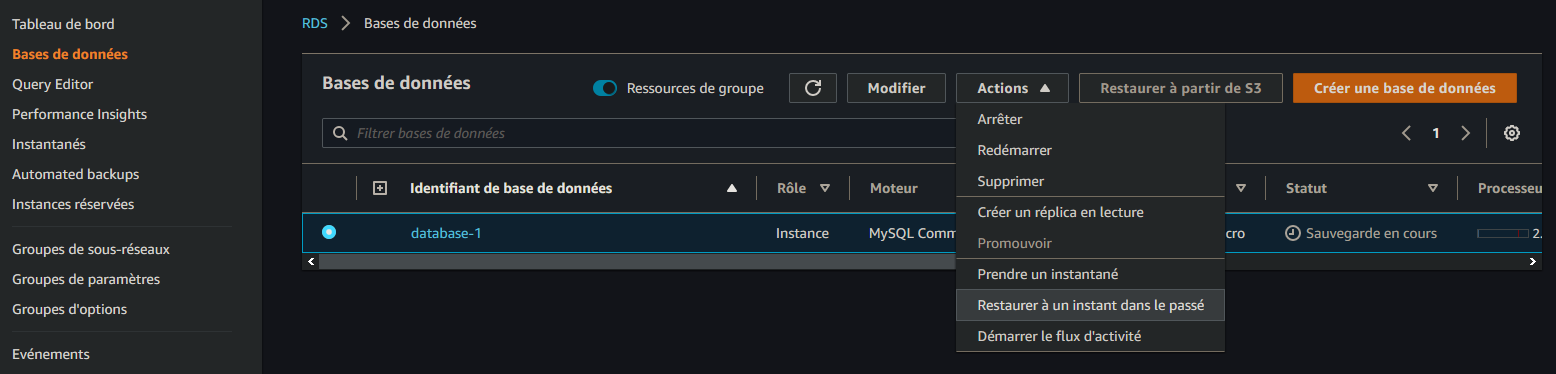 Tableau de bord
Bases de données
Query Editor
Performance Insights
Instantanés
Automated backups
Instances réservées
Groupes de sous-réseaux
Groupes de paramètres
Groupes d'options
Evénements
RDS Bases de données
Bases de données Ressources de groupe Modifier Actions Restaurer à partir de S3 Créer une base de données
Filtrer bases de données 1
Identifiant de base de données Rôle Moteur Statut Processeu
database-1 Instance MySQL Comm cro Sauvegarde en cours 2.
Arrêter
Redémarrer
Supprimer
Créer un réplica en lecture
Promouvoir
Prendre un instantané
Restaurer à un instant dans le passé
Démarrer le flux d'activité